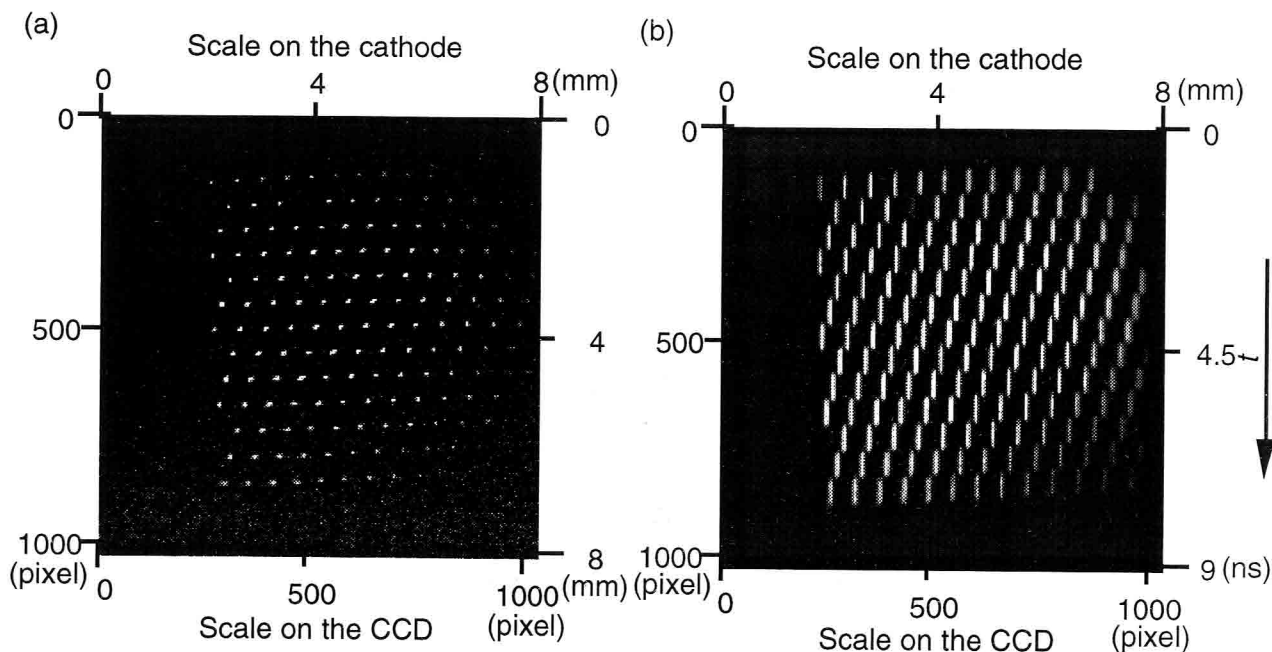 (a)
Scale on the cathode
0 4 8 (mm)
0 0
500 4
1000 8
(pixel) (mm)
0 500 1000
Scale on the CCD (pixel)
(b)
Scale on the cathode
0 4 8 (mm)
0 0
500 4.5 t
1000 9 (ns)
(pixel)
0 500 1000
Scale on the CCD (pixel)